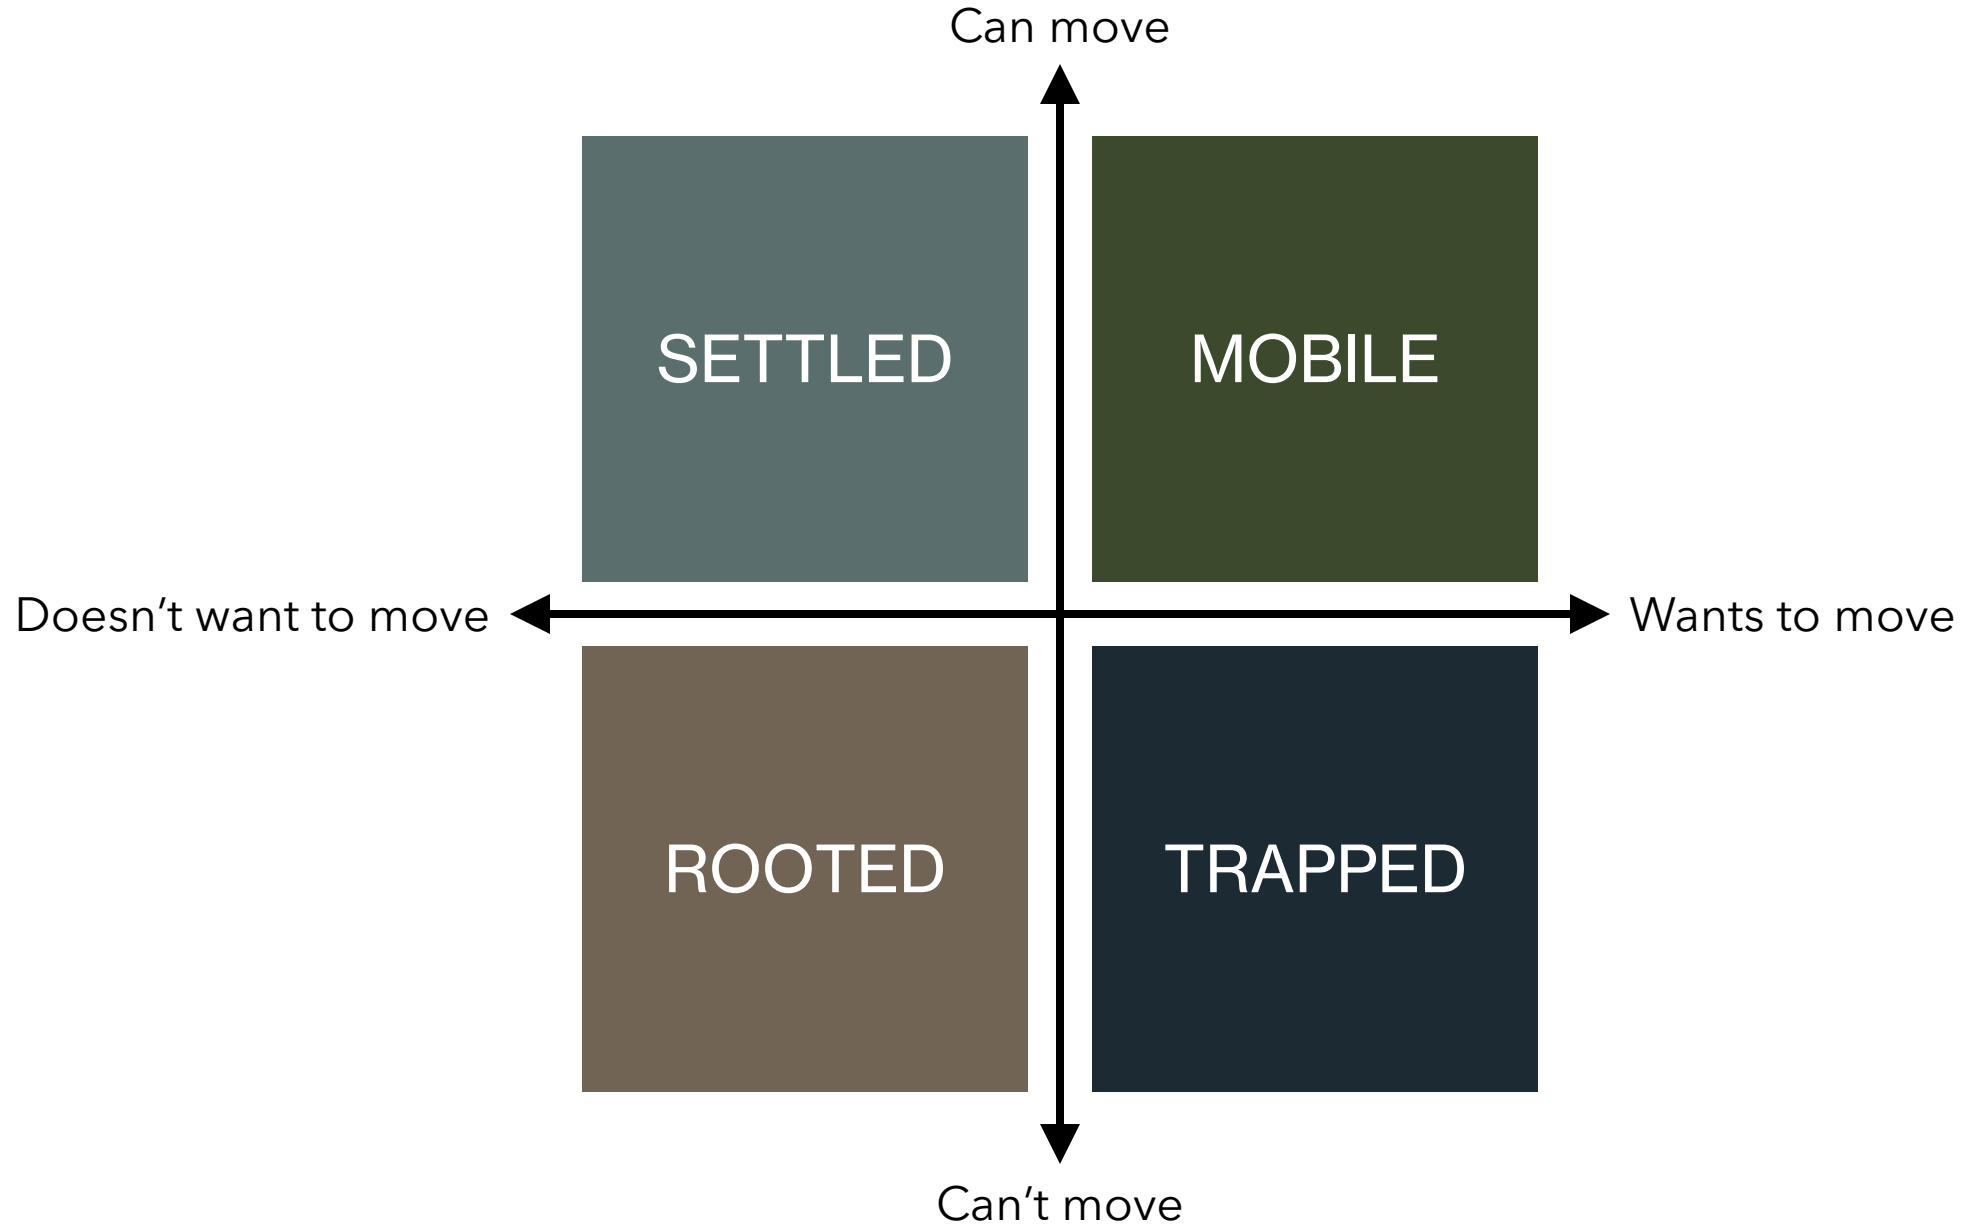 Can move
SETTLED
MOBILE
Doesn’t want to move
Wants to move
ROOTED
TRAPPED
Can’t move